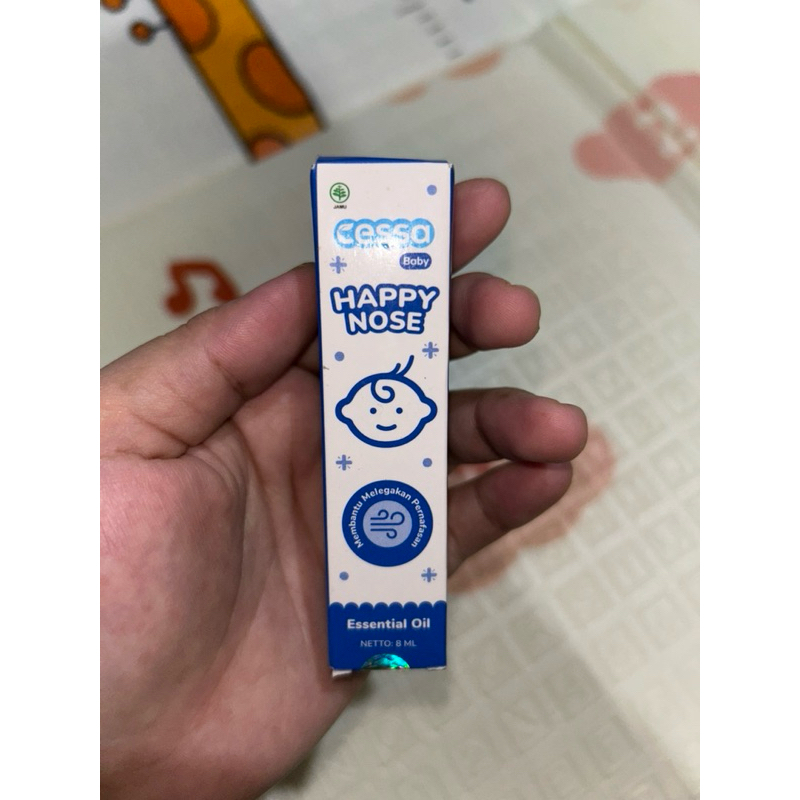 JAMU
cessa
Baby
HAPPY
NOSE
Membantu Melegakan Pernafasan
Essential Oil
NETTO: 8 ML